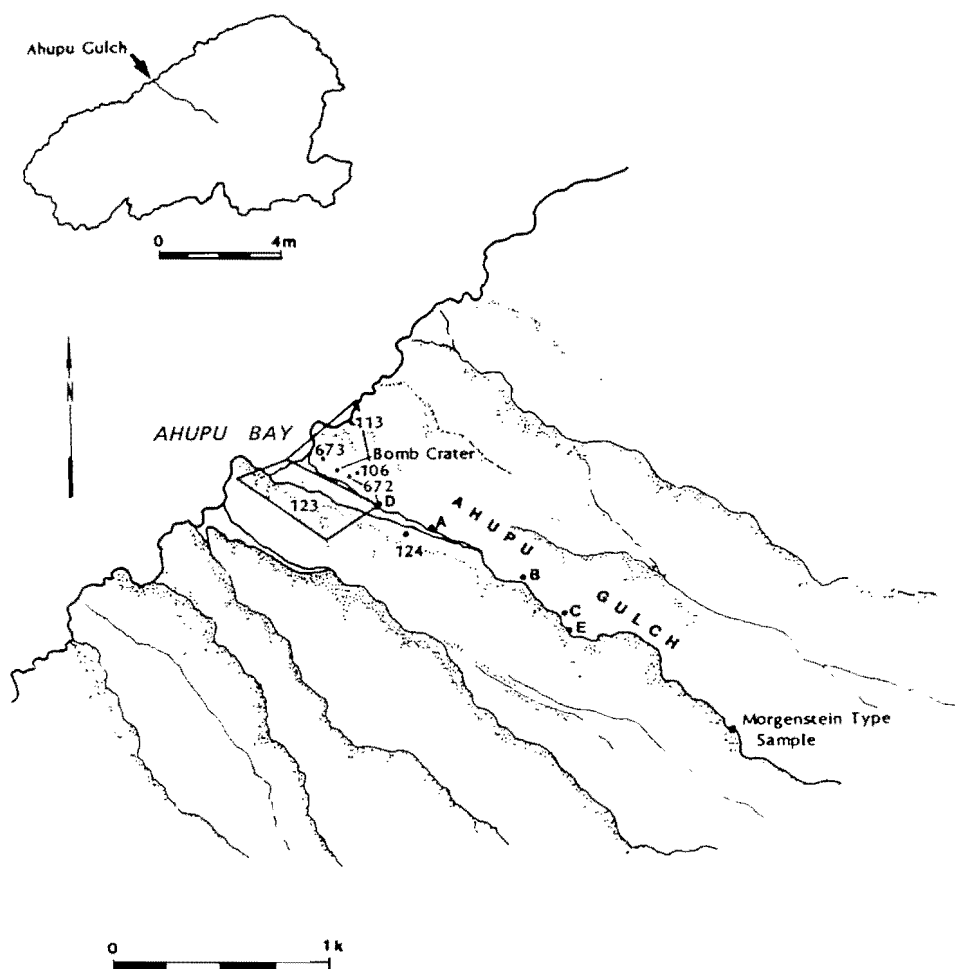 Ahupu Gulch
0 4m
N
AHUPU BAY
113
673
Bomb Crater
106
672
D
123
A
124
AHUPU
B
GULCH
C
E
Morgenstein Type
Sample
0 1k